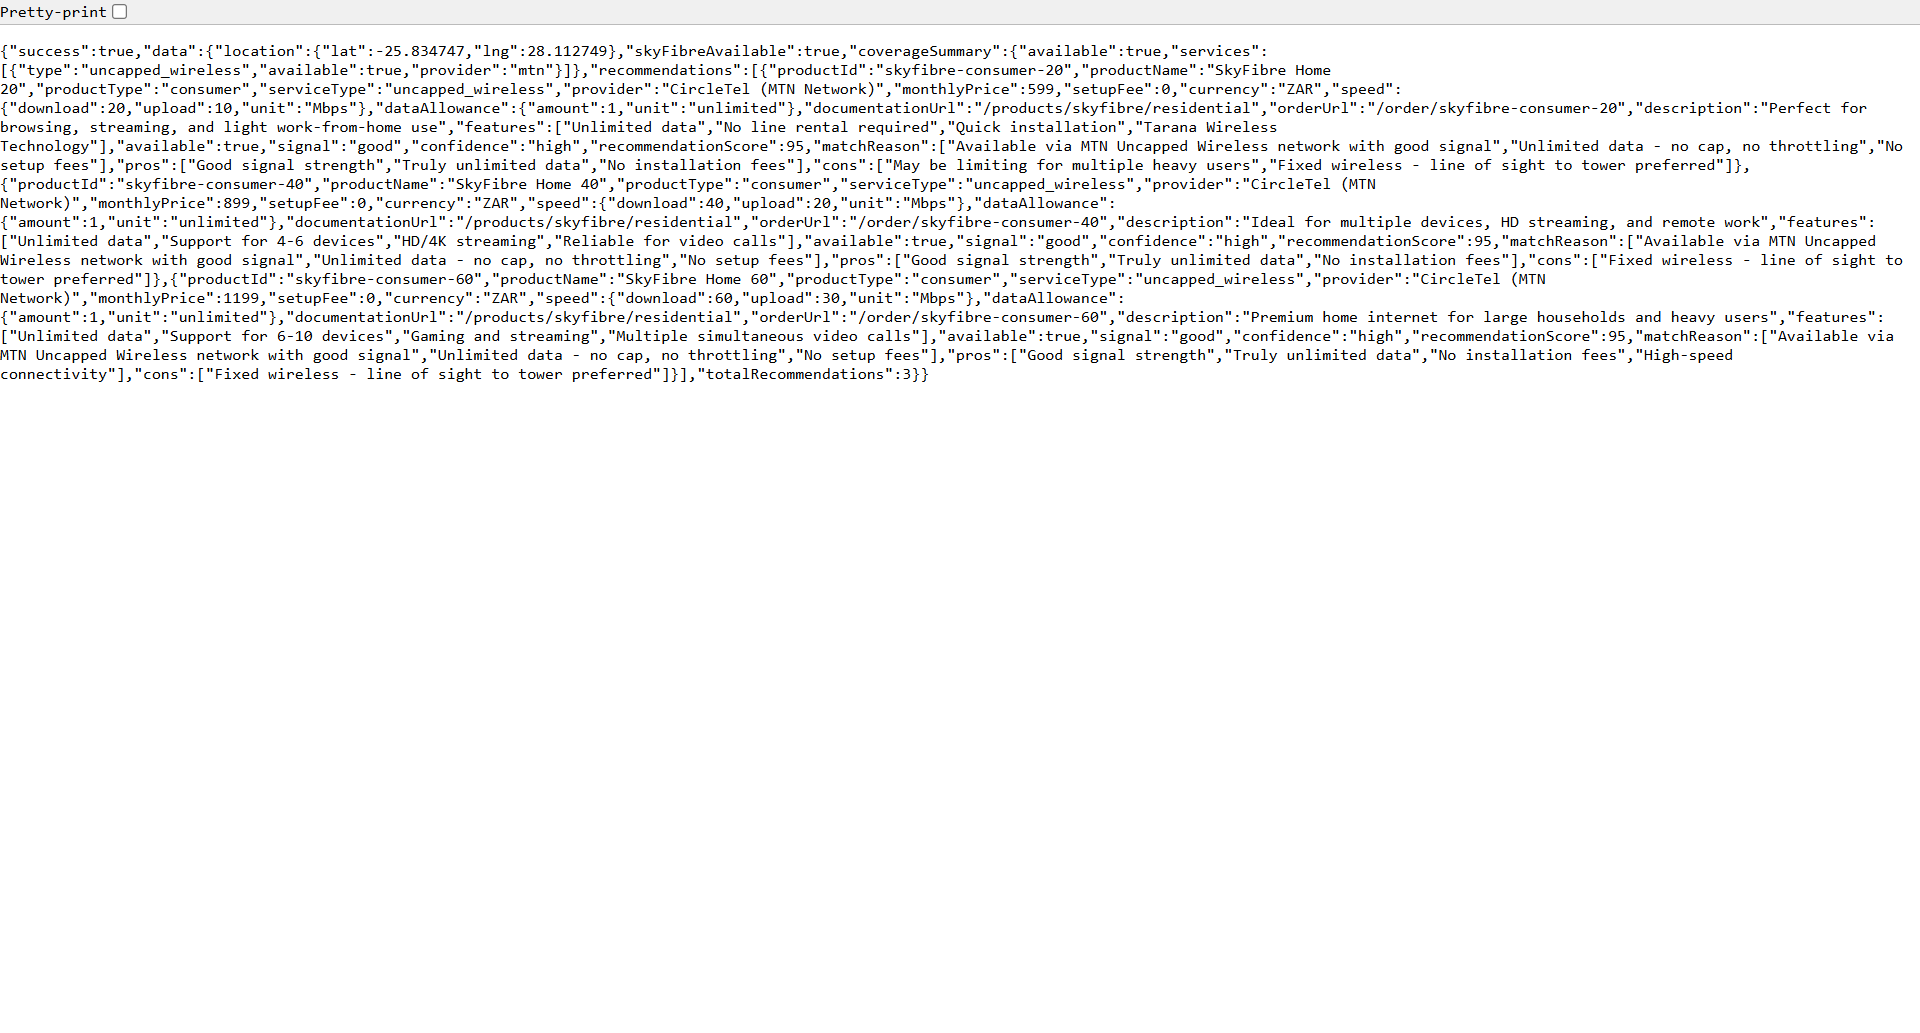 Pretty-print
{"success":true,"data":{"location":{"lat":-25.834747,"lng":28.112749},"skyFibreAvailable":true,"coverageSummary":{"available":true,"services":
[{"type":"uncapped_wireless","available":true,"provider":"mtn"}]},"recommendations":[{"productId":"skyfibre-consumer-20","productName":"SkyFibre Home
20","productType":"consumer","serviceType":"uncapped_wireless","provider":"CircleTel (MTN Network)","monthlyPrice":599,"setupFee":0,"currency":"ZAR","speed":
{"download":20,"upload":10,"unit":"Mbps"},"dataAllowance":{"amount":1,"unit":"unlimited"},"documentationUrl":"/products/skyfibre/residential","orderUrl":"/order/skyfibre-consumer-20","description":"Perfect for
browsing, streaming, and light work-from-home use","features":["Unlimited data","No line rental required","Quick installation","Tarana Wireless
Technology"],"available":true,"signal":"good","confidence":"high","recommendationScore":95,"matchReason":["Available via MTN Uncapped Wireless network with good signal","Unlimited data - no cap, no throttling","No
setup fees"],"pros":["Good signal strength","Truly unlimited data","No installation fees"],"cons":["May be limiting for multiple heavy users","Fixed wireless - line of sight to tower preferred"]},
{"productId":"skyfibre-consumer-40","productName":"SkyFibre Home 40","productType":"consumer","serviceType":"uncapped_wireless","provider":"CircleTel (MTN
Network)","monthlyPrice":899,"setupFee":0,"currency":"ZAR","speed":{"download":40,"upload":20,"unit":"Mbps"},"dataAllowance":
{"amount":1,"unit":"unlimited"},"documentationUrl":"/products/skyfibre/residential","orderUrl":"/order/skyfibre-consumer-40","description":"Ideal for multiple devices, HD streaming, and remote work","features":
["Unlimited data","Support for 4-6 devices","HD/4K streaming","Reliable for video calls"],"available":true,"signal":"good","confidence":"high","recommendationScore":95,"matchReason":["Available via MTN Uncapped
Wireless network with good signal","Unlimited data - no cap, no throttling","No setup fees"],"pros":["Good signal strength","Truly unlimited data","No installation fees"],"cons":["Fixed wireless - line of sight to
tower preferred"]},{"productId":"skyfibre-consumer-60","productName":"SkyFibre Home 60","productType":"consumer","serviceType":"uncapped_wireless","provider":"CircleTel (MTN
Network)","monthlyPrice":1199,"setupFee":0,"currency":"ZAR","speed":{"download":60,"upload":30,"unit":"Mbps"},"dataAllowance":
{"amount":1,"unit":"unlimited"},"documentationUrl":"/products/skyfibre/residential","orderUrl":"/order/skyfibre-consumer-60","description":"Premium home internet for large households and heavy users","features":
["Unlimited data","Support for 6-10 devices","Gaming and streaming","Multiple simultaneous video calls"],"available":true,"signal":"good","confidence":"high","recommendationScore":95,"matchReason":["Available via
MTN Uncapped Wireless network with good signal","Unlimited data - no cap, no throttling","No setup fees"],"pros":["Good signal strength","Truly unlimited data","No installation fees","High-speed
connectivity"],"cons":["Fixed wireless - line of sight to tower preferred"]}],"totalRecommendations":3}}